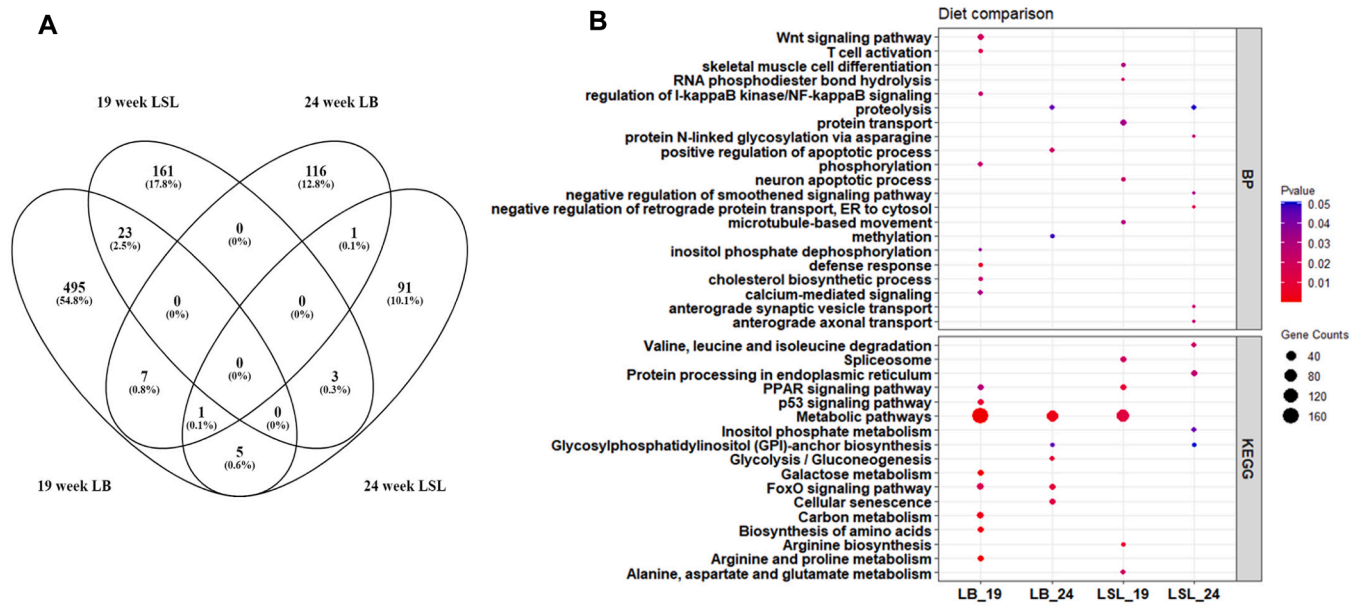 A
19 week LSL
24 week LB
161
(17.8%)
116
(12.8%)
23
(2.5%)
0
(0%)
1
(0.1%)
495
(54.8%)
91
(10.1%)
0
(0%)
0
(0%)
0
(0%)
7
(0.8%)
3
(0.3%)
1
(0.1%)
0
(0%)
5
(0.6%)
19 week LB
24 week LSL
B
Diet comparison
Wnt signaling pathway
T cell activation
skeletal muscle cell differentiation
RNA phosphodiester bond hydrolysis
regulation of I-kappaB kinase/NF-kappaB signaling
proteolysis
protein transport
protein N-linked glycosylation via asparagine
positive regulation of apoptotic process
phosphorylation
neuron apoptotic process
negative regulation of smoothened signaling pathway
negative regulation of retrograde protein transport, ER to cytosol
microtubule-based movement
methylation
inositol phosphate dephosphorylation
defense response
cholesterol biosynthetic process
calcium-mediated signaling
anterograde synaptic vesicle transport
anterograde axonal transport
BP
Valine, leucine and isoleucine degradation
Spliceosome
Protein processing in endoplasmic reticulum
PPAR signaling pathway
p53 signaling pathway
Metabolic pathways
Inositol phosphate metabolism
Glycosylphosphatidylinositol (GPI)-anchor biosynthesis
Glycolysis / Gluconeogenesis
Galactose metabolism
FoxO signaling pathway
Cellular senescence
Carbon metabolism
Biosynthesis of amino acids
Arginine biosynthesis
Arginine and proline metabolism
Alanine, aspartate and glutamate metabolism
KEGG
LB_19
LB_24
LSL_19
LSL_24
Pvalue
0.05
0.04
0.03
0.02
0.01
Gene Counts
40
80
120
160